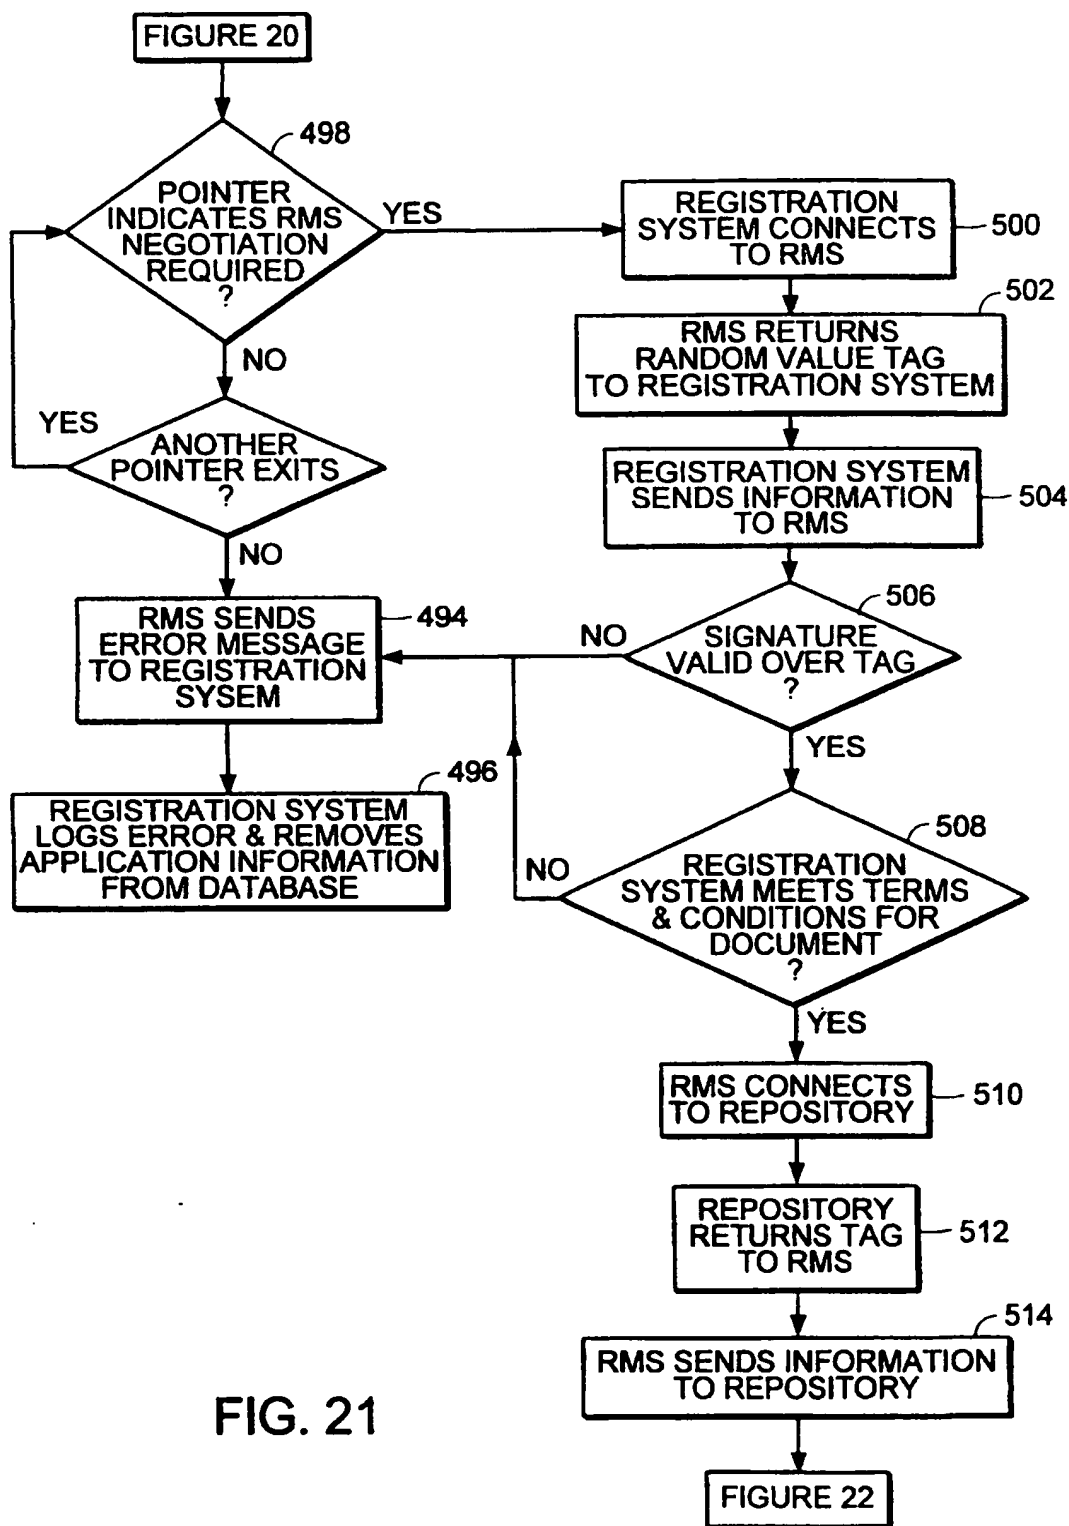 FIGURE 20
498
POINTER
INDICATES RMS
NEGOTIATION
REQUIRED
?
YES
NO
YES
ANOTHER
POINTER EXITS
?
NO
RMS SENDS
ERROR MESSAGE
TO REGISTRATION
SYSEM
494
496
REGISTRATION SYSTEM
LOGS ERROR & REMOVES
APPLICATION INFORMATION
FROM DATABASE
REGISTRATION
SYSTEM CONNECTS
TO RMS
500
502
RMS RETURNS
RANDOM VALUE TAG
TO REGISTRATION SYSTEM
REGISTRATION SYSTEM
SENDS INFORMATION
TO RMS
504
506
SIGNATURE
VALID OVER TAG
?
NO
YES
508
REGISTRATION
SYSTEM MEETS TERMS
& CONDITIONS FOR
DOCUMENT
?
NO
YES
RMS CONNECTS
TO REPOSITORY
510
REPOSITORY
RETURNS TAG
TO RMS
512
514
RMS SENDS INFORMATION
TO REPOSITORY
FIGURE 22
FIG. 21